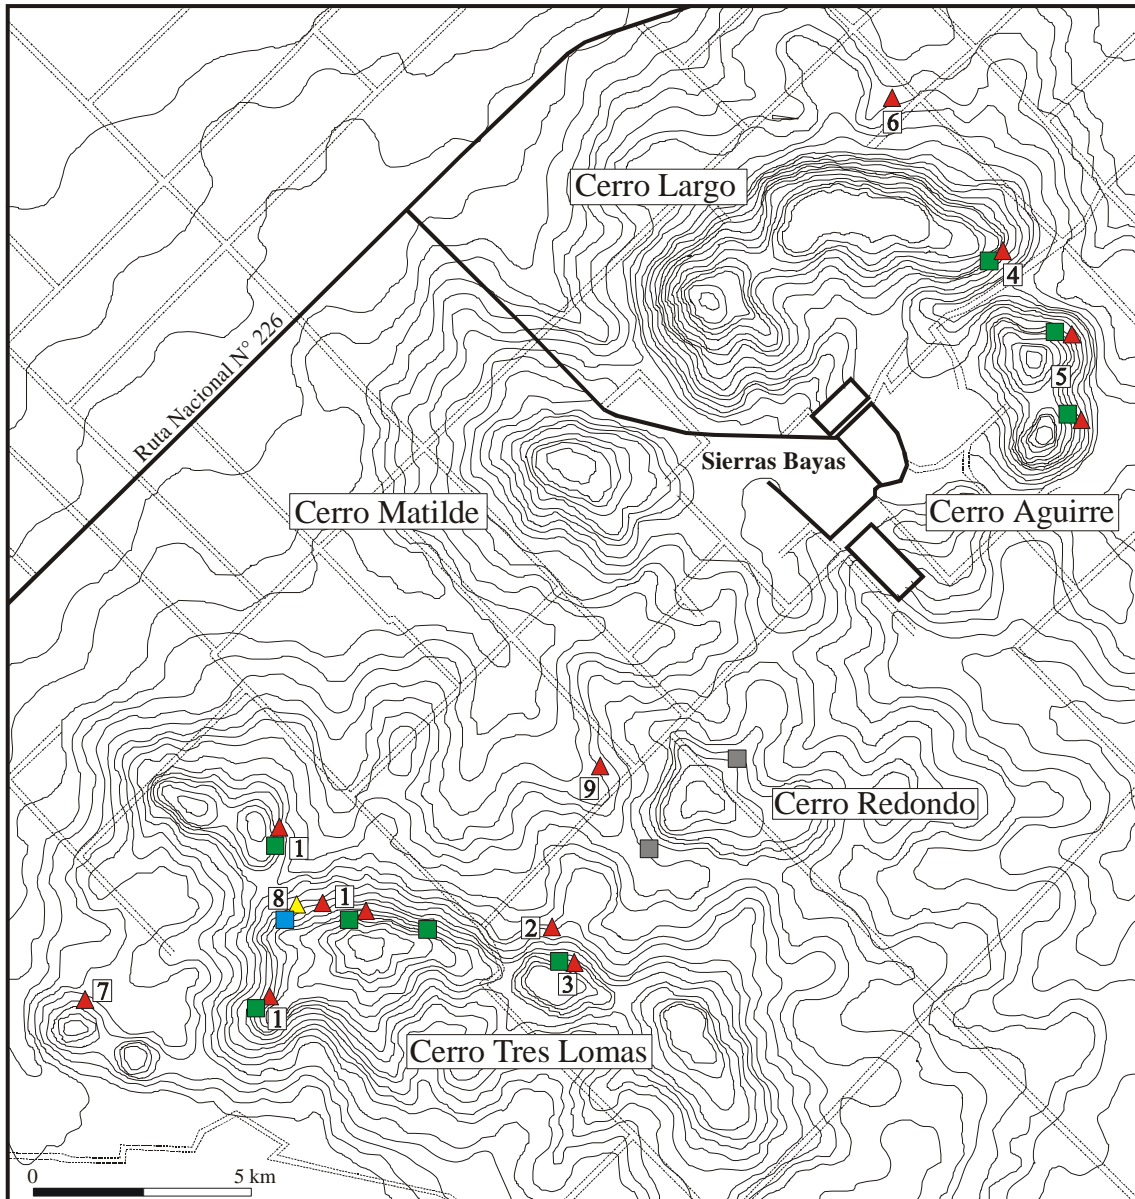 6
Cerro Largo
4
Ruta Nacional N° 226
5
Sierras Bayas
Cerro Matilde
Cerro Aguirre
9
Cerro Redondo
1
8
1
2
3
7
1
Cerro Tres Lomas
0
5 km